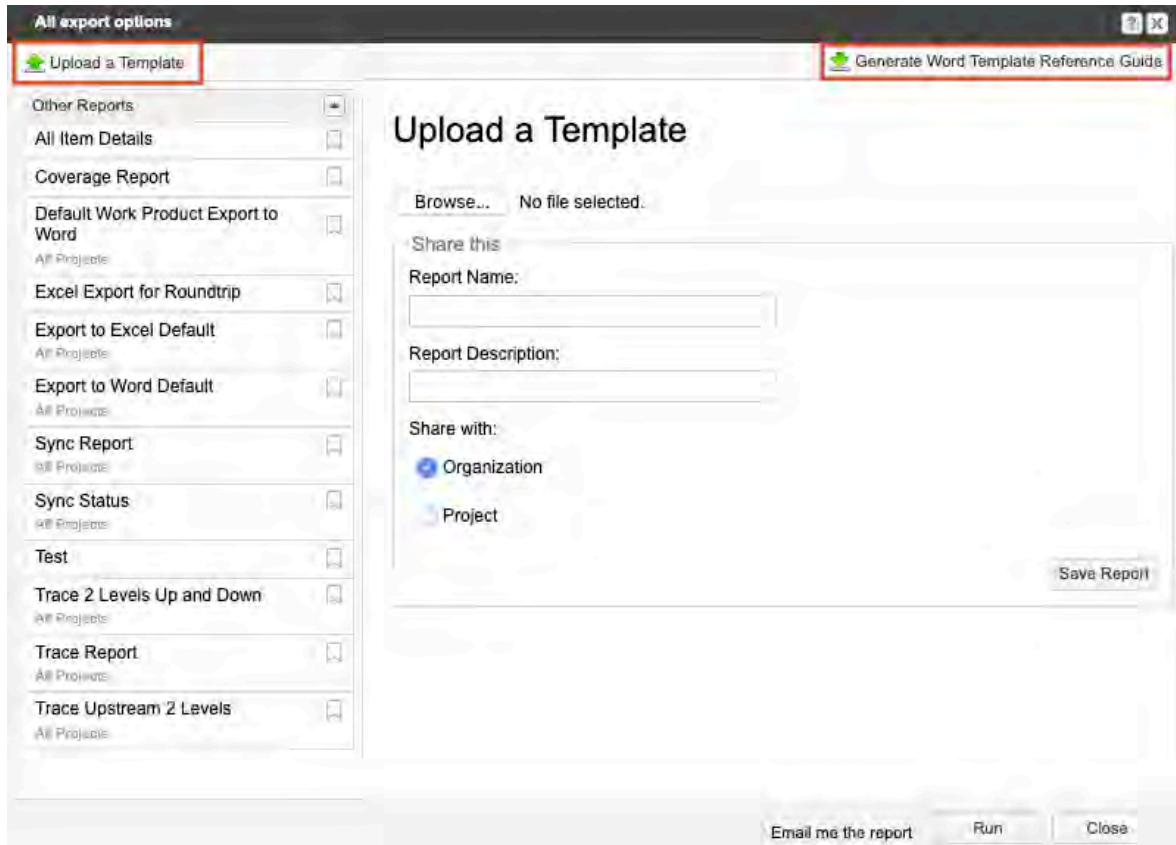 All export options
? X
Upload a Template
Generate Word Template Reference Guide
Other Reports
All Item Details
Coverage Report
Default Work Product Export to
Word
All Projects
Excel Export for Roundtrip
Export to Excel Default
All Projects
Export to Word Default
All Projects
Sync Report
All Projects
Sync Status
All Projects
Test
Trace 2 Levels Up and Down
All Projects
Trace Report
All Projects
Trace Upstream 2 Levels
All Projects
Upload a Template
Browse... No file selected.
Share this
Report Name:
Report Description:
Share with:
Organization
Project
Save Report
Email me the report Run Close